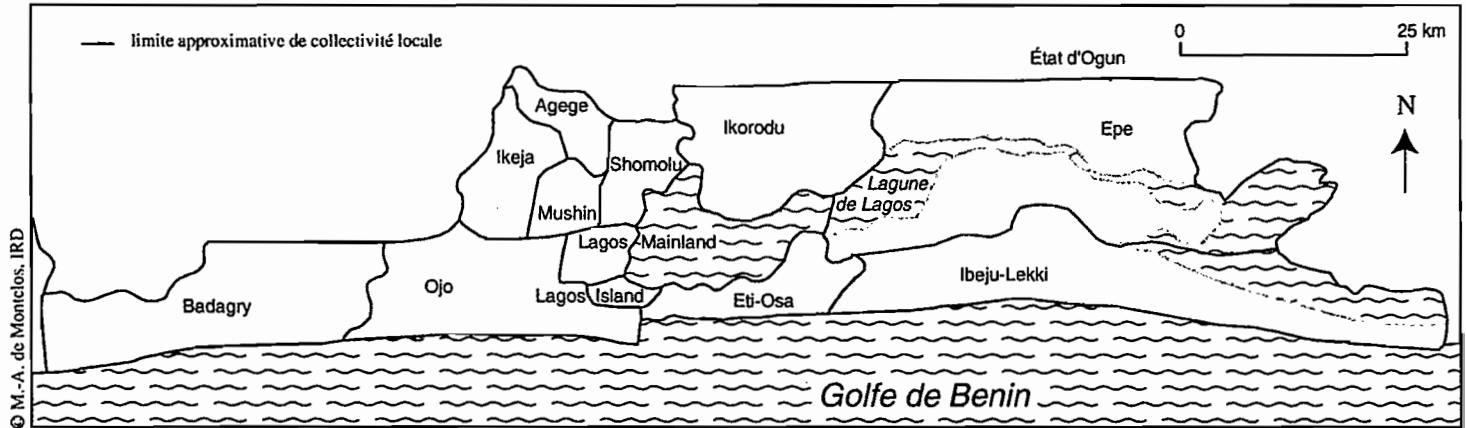 limite approximative de collectivité locale
0 25 km
État d'Ogun
N
Agege
Ikorodu
Epe
Ikeja
Shomolu
Lagune
de Lagos
Mushin
Lagos Mainland
Badagry
Ojo
Lagos Island
Eti-Osa
Ibeju-Lekki
Golfe de Benin
© M.-A. de Montclos, IRD